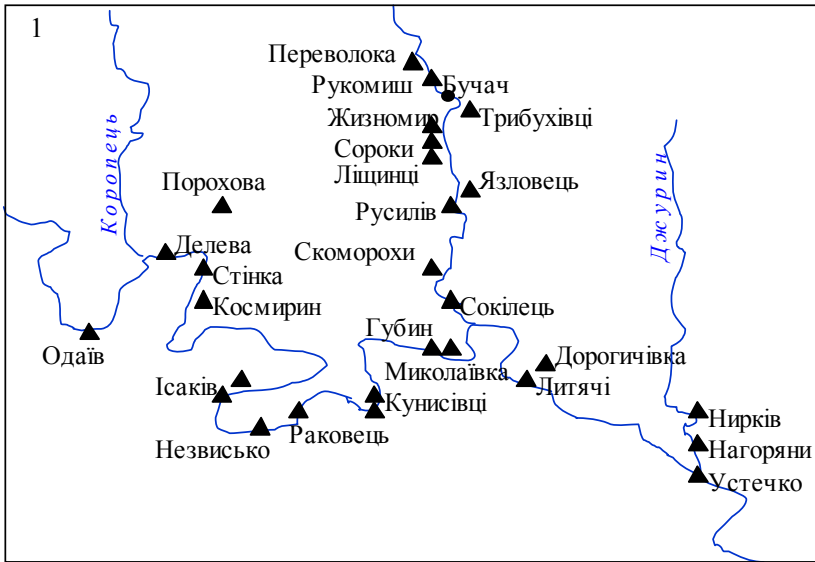 1
Переволока
Рукомиш
Бучач
Жизномир
Трибухівці
Сороки
Ліщинці
Коропець
Джурин
Порохова
Язловець
Русилів
Делева
Стінка
Скоморохи
Космирин
Сокілець
Одаїв
Губин
Миколаївка
Дорогичівка
Литячі
Ісаків
Кунисівці
Раковець
Незвисько
Нирків
Нагоряни
Устечко